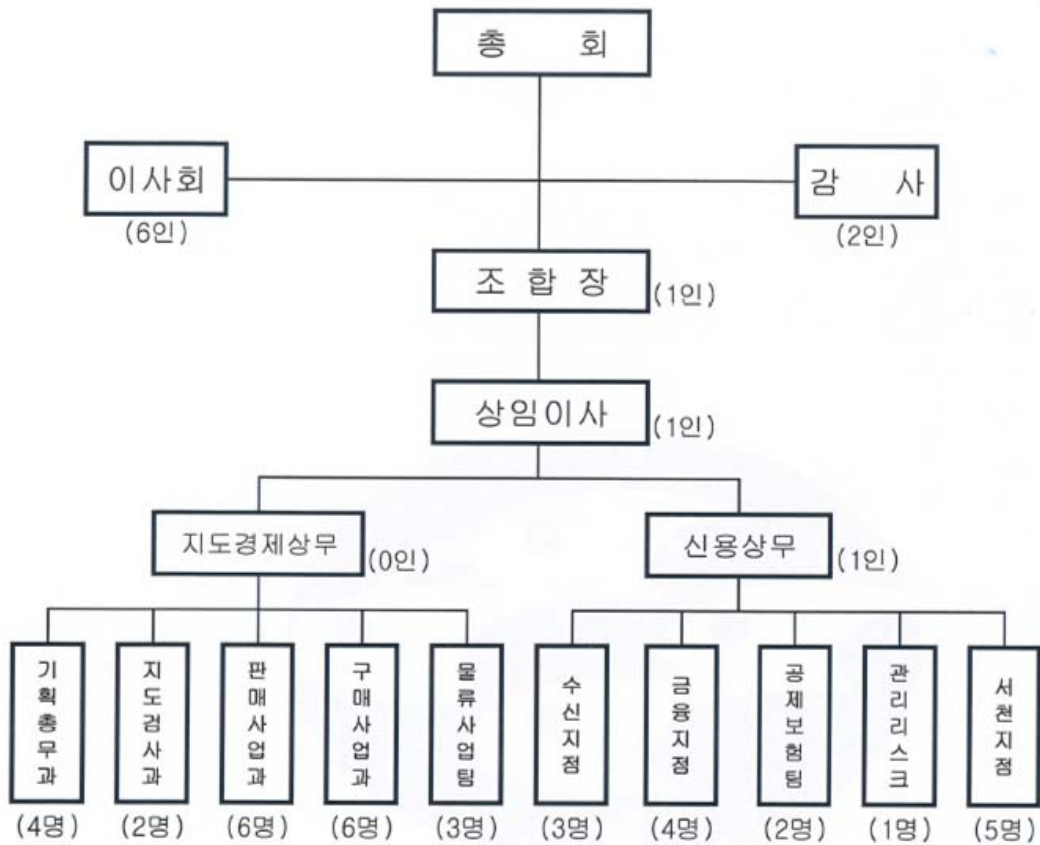 총 회
이사회
감 사
(6인)
(2인)
조 합 장
(1인)
상임이사
(1인)
지도경제상무
(0인)
신용상무
(1인)
기획총무과
지도검사과
판매사업과
구매사업과
물류사업팀
수신지점
금융지점
공제보험팀
관리리스크
서천지점
(4명)
(2명)
(6명)
(6명)
(3명)
(3명)
(4명)
(2명)
(1명)
(5명)